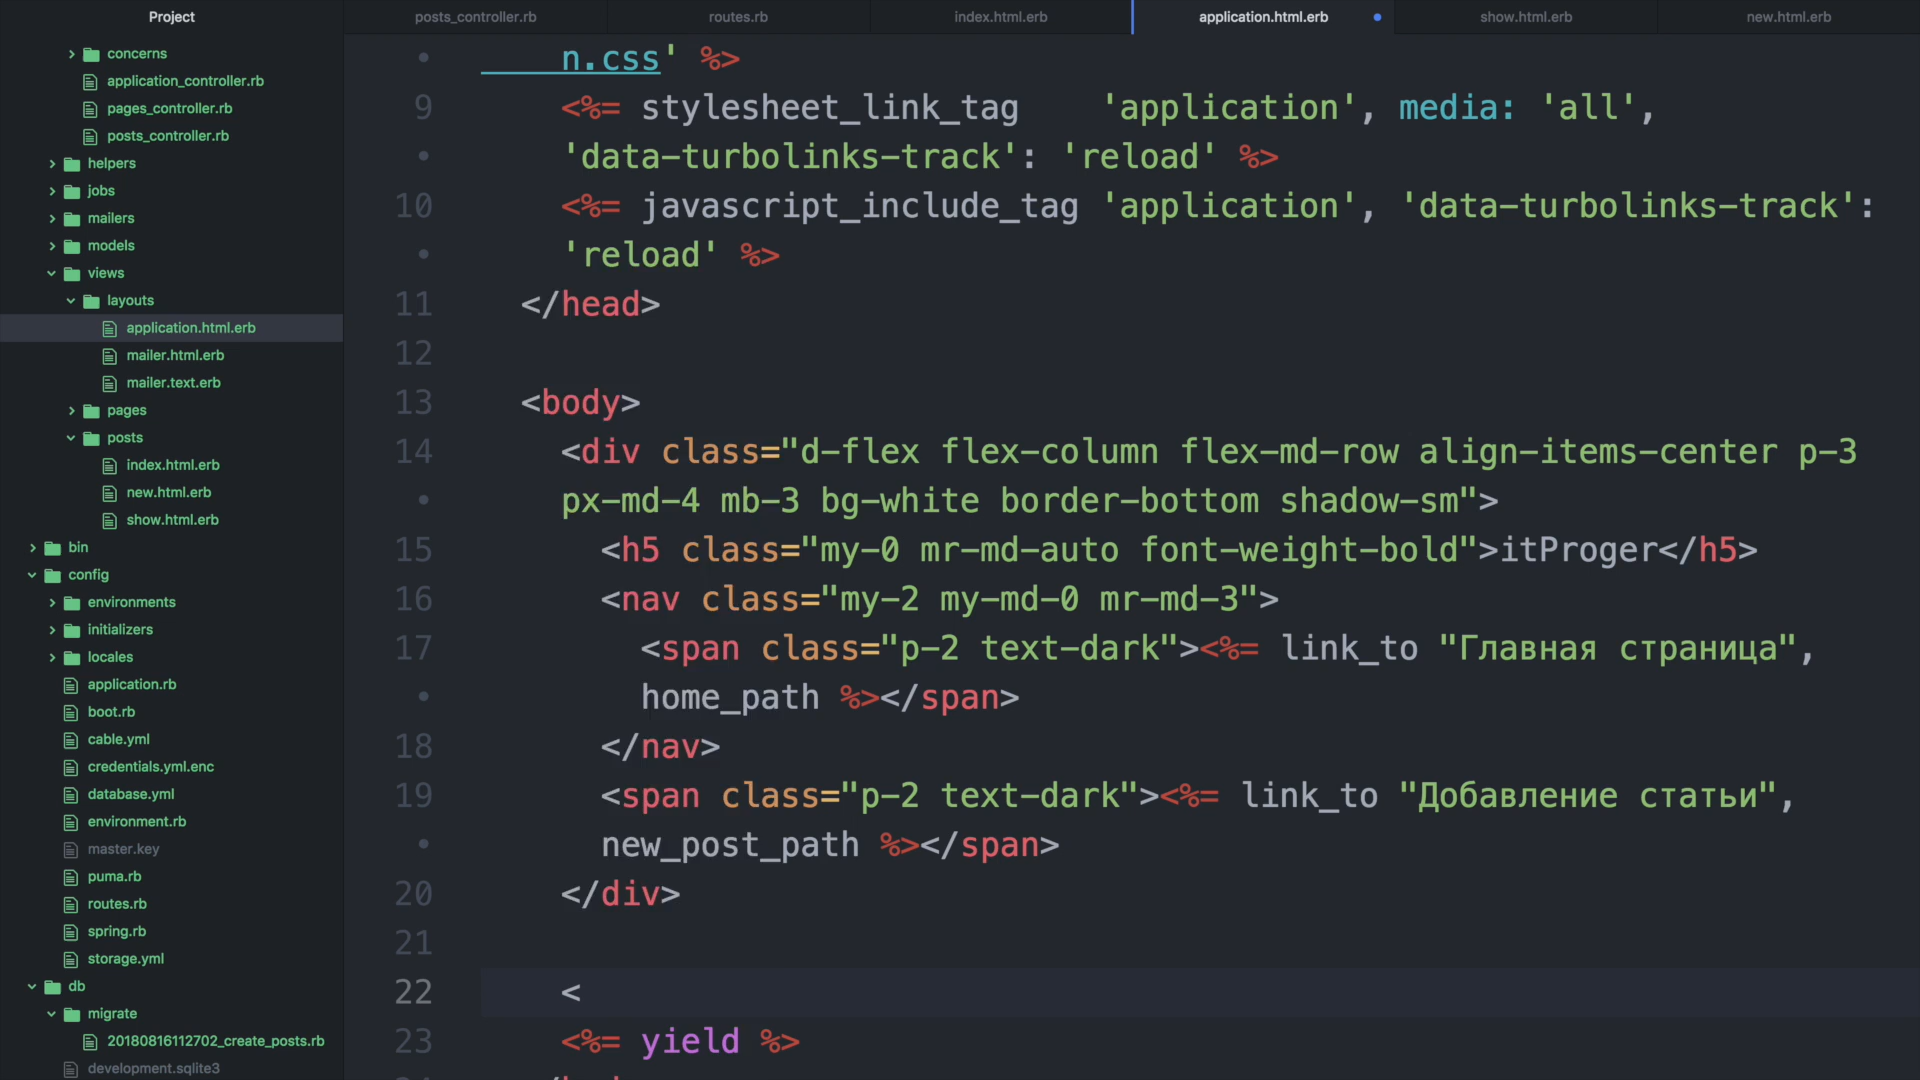 Project
concerns
application_controller.rb
pages_controller.rb
posts_controller.rb
helpers
jobs
mailers
models
views
layouts
application.html.erb
mailer.html.erb
mailer.text.erb
pages
posts
index.html.erb
new.html.erb
show.html.erb
bin
config
environments
initializers
locales
application.rb
boot.rb
cable.yml
credentials.yml.enc
database.yml
environment.rb
master.key
puma.rb
routes.rb
spring.rb
storage.yml
db
migrate
20180816112702_create_posts.rb
development.sqlite3
posts_controller.rb
routes.rb
index.html.erb
application.html.erb
show.html.erb
new.html.erb
n.css' %>
9 <%= stylesheet_link_tag    'application', media: 'all',
'data-turbolinks-track': 'reload' %>
10 <%= javascript_include_tag 'application', 'data-turbolinks-track':
'reload' %>
11 </head>
12
13 <body>
14 <div class="d-flex flex-column flex-md-row align-items-center p-3
px-md-4 mb-3 bg-white border-bottom shadow-sm">
15 <h5 class="my-0 mr-md-auto font-weight-bold">itProger</h5>
16 <nav class="my-2 my-md-0 mr-md-3">
17 <span class="p-2 text-dark"><%= link_to "Главная страница",
home_path %></span>
18 </nav>
19 <span class="p-2 text-dark"><%= link_to "Добавление статьи",
new_post_path %></span>
20 </div>
21
22 <
23 <%= yield %>